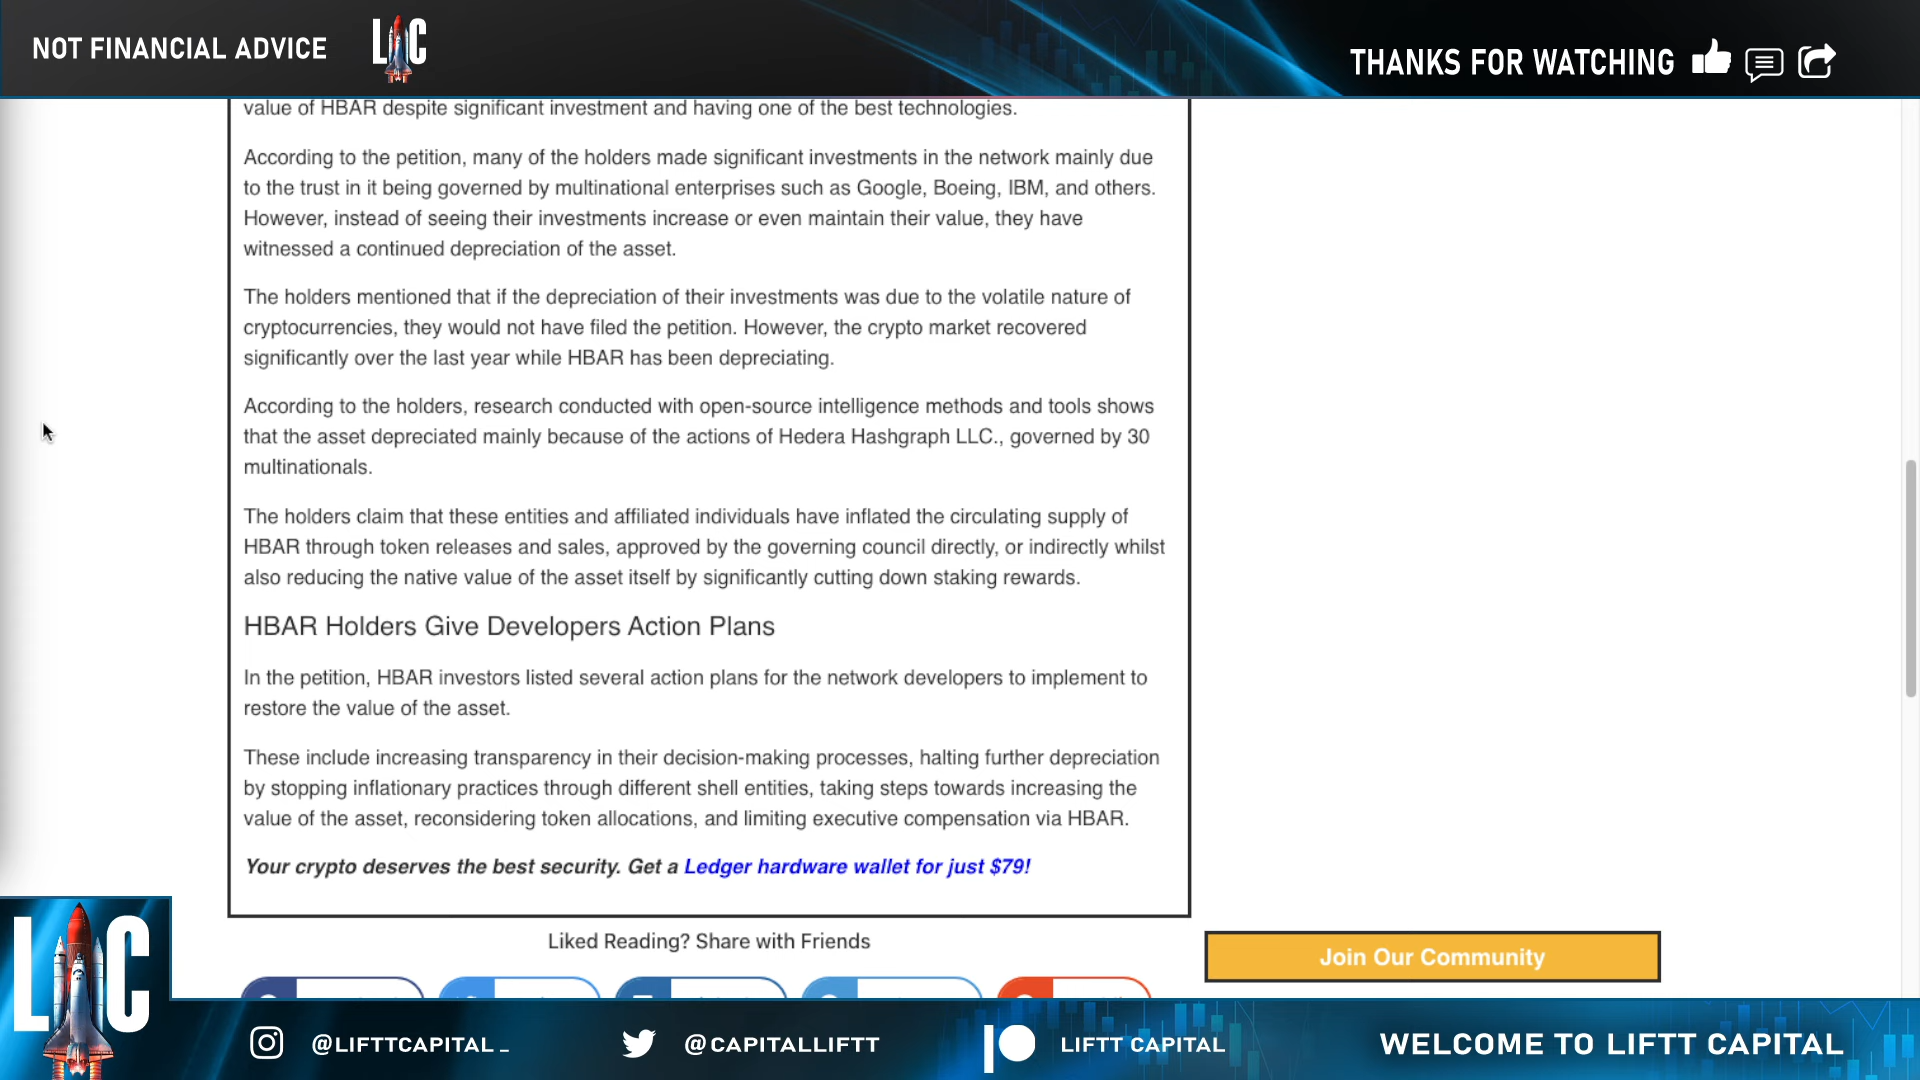 NOT FINANCIAL ADVICE
LC
THANKS FOR WATCHING
value of HBAR despite significant investment and having one of the best technologies.
According to the petition, many of the holders made significant investments in the network mainly due
to the trust in it being governed by multinational enterprises such as Google, Boeing, IBM, and others.
However, instead of seeing their investments increase or even maintain their value, they have
witnessed a continued depreciation of the asset.
The holders mentioned that if the depreciation of their investments was due to the volatile nature of
cryptocurrencies, they would not have filed the petition. However, the crypto market recovered
significantly over the last year while HBAR has been depreciating.
According to the holders, research conducted with open-source intelligence methods and tools shows
that the asset depreciated mainly because of the actions of Hedera Hashgraph LLC., governed by 30
multinationals.
The holders claim that these entities and affiliated individuals have inflated the circulating supply of
HBAR through token releases and sales, approved by the governing council directly, or indirectly whilst
also reducing the native value of the asset itself by significantly cutting down staking rewards.
HBAR Holders Give Developers Action Plans
In the petition, HBAR investors listed several action plans for the network developers to implement to
restore the value of the asset.
These include increasing transparency in their decision-making processes, halting further depreciation
by stopping inflationary practices through different shell entities, taking steps towards increasing the
value of the asset, reconsidering token allocations, and limiting executive compensation via HBAR.
Your crypto deserves the best security. Get a Ledger hardware wallet for just $79!
Liked Reading? Share with Friends
Join Our Community
LC
@LIFTTCAPITAL_
@CAPITALLIFTT
LIFTT CAPITAL
WELCOME TO LIFTT CAPITAL